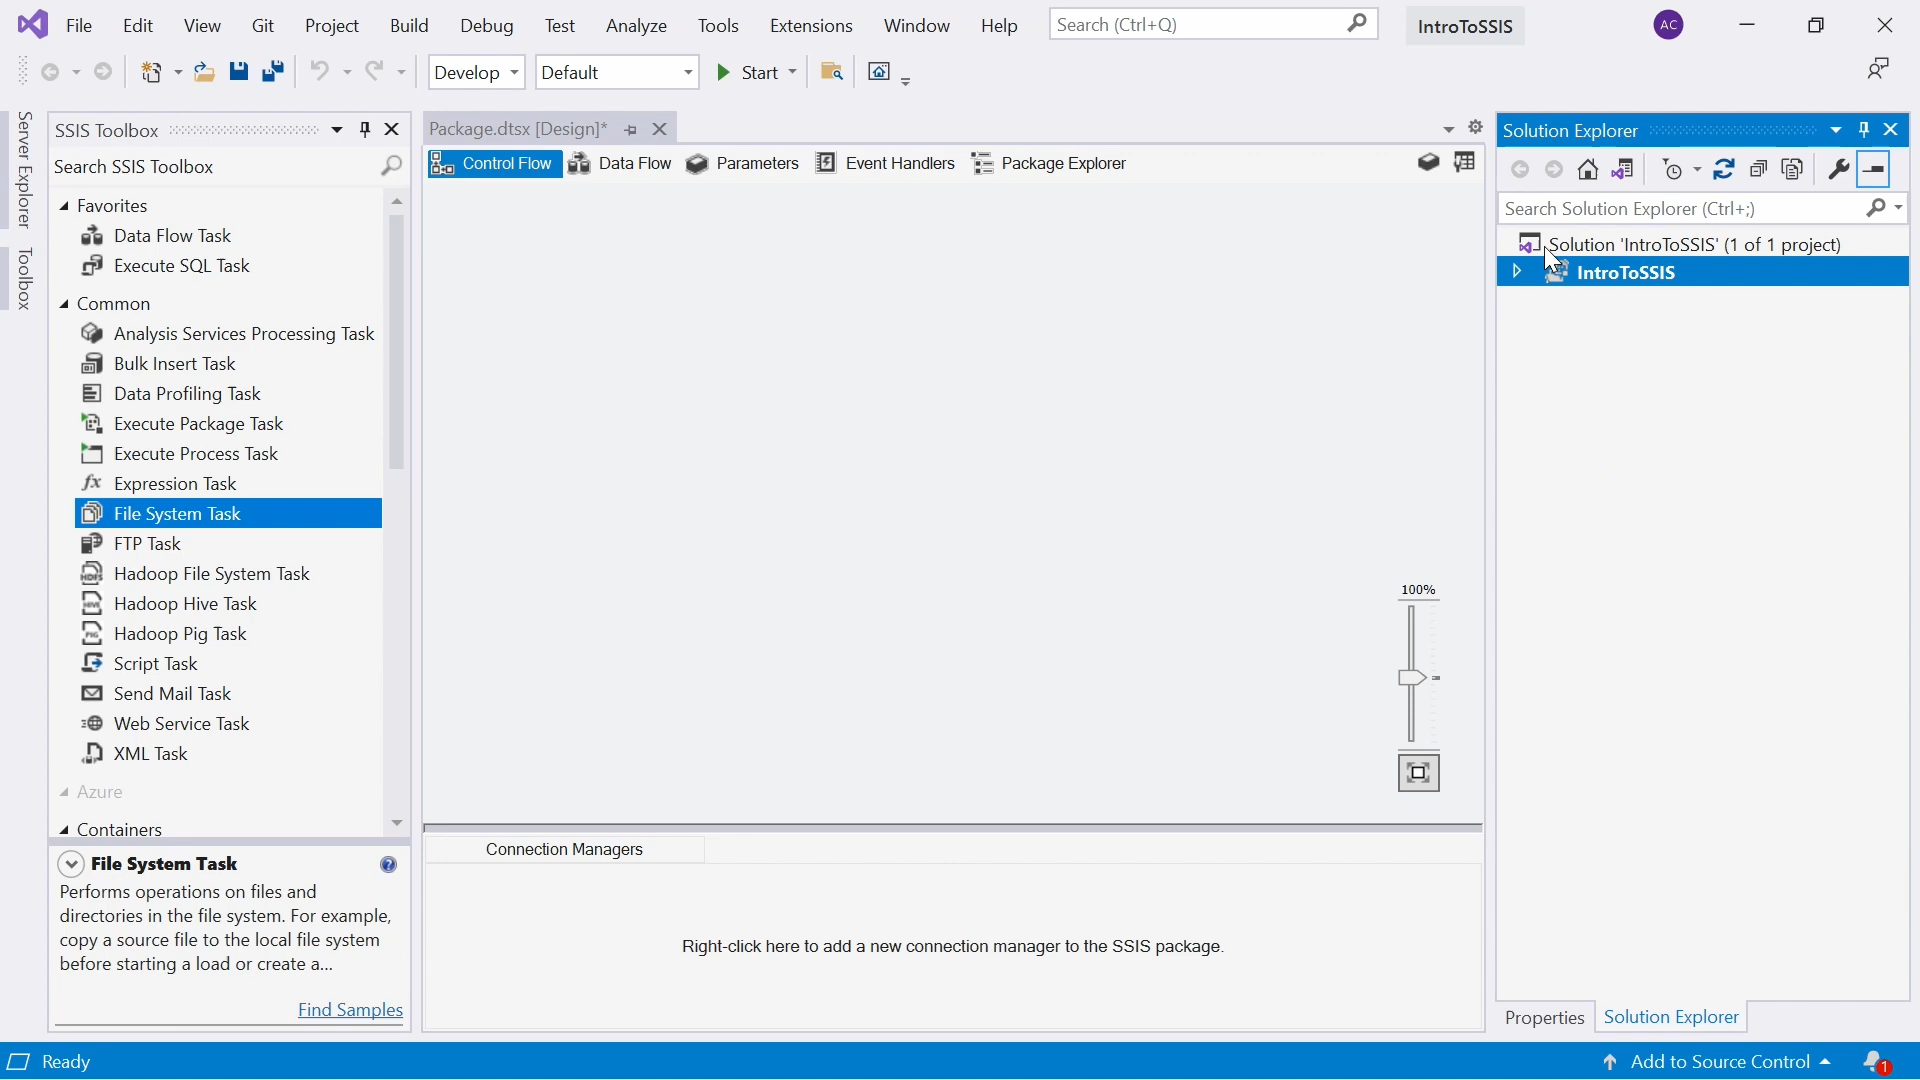 File Edit View Git Project Build Debug Test Analyze Tools Extensions Window Help Search (Ctrl+Q) IntroToSSIS AC
Develop Default Start
Server Explorer
Toolbox
SSIS Toolbox
Search SSIS Toolbox
Favorites
Data Flow Task
Execute SQL Task
Common
Analysis Services Processing Task
Bulk Insert Task
Data Profiling Task
Execute Package Task
Execute Process Task
Expression Task
File System Task
FTP Task
Hadoop File System Task
Hadoop Hive Task
Hadoop Pig Task
Script Task
Send Mail Task
Web Service Task
XML Task
Azure
Containers
File System Task
Performs operations on files and
directories in the file system. For example,
copy a source file to the local file system
before starting a load or create a...
Find Samples
Package.dtsx [Design]*
Control Flow Data Flow Parameters Event Handlers Package Explorer
100%
Connection Managers
Right-click here to add a new connection manager to the SSIS package.
Solution Explorer
Search Solution Explorer (Ctrl+;)
Solution 'IntroToSSIS' (1 of 1 project)
IntroToSSIS
Properties Solution Explorer
Ready Add to Source Control 1